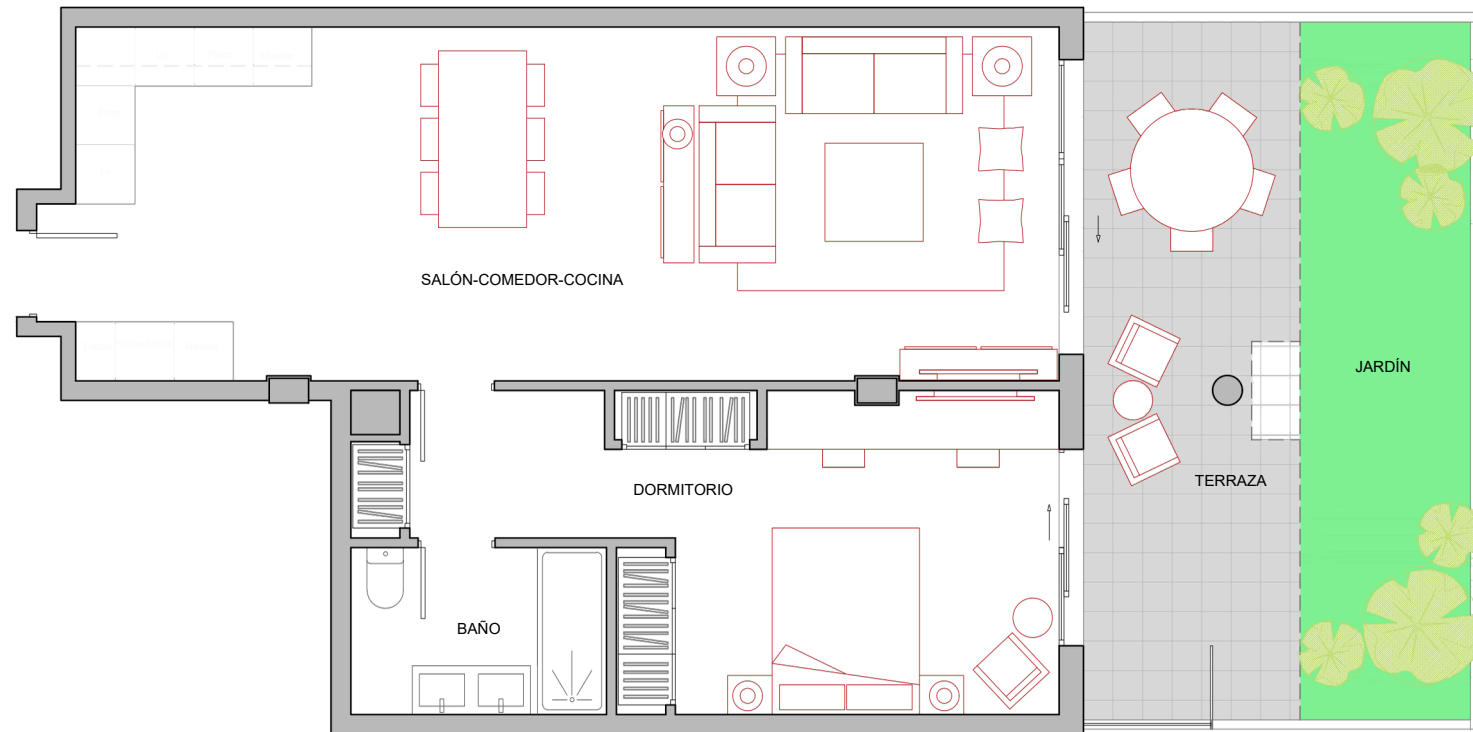 SALÓN-COMEDOR-COCINA
JARDÍN
TERRAZA
DORMITORIO
BAÑO